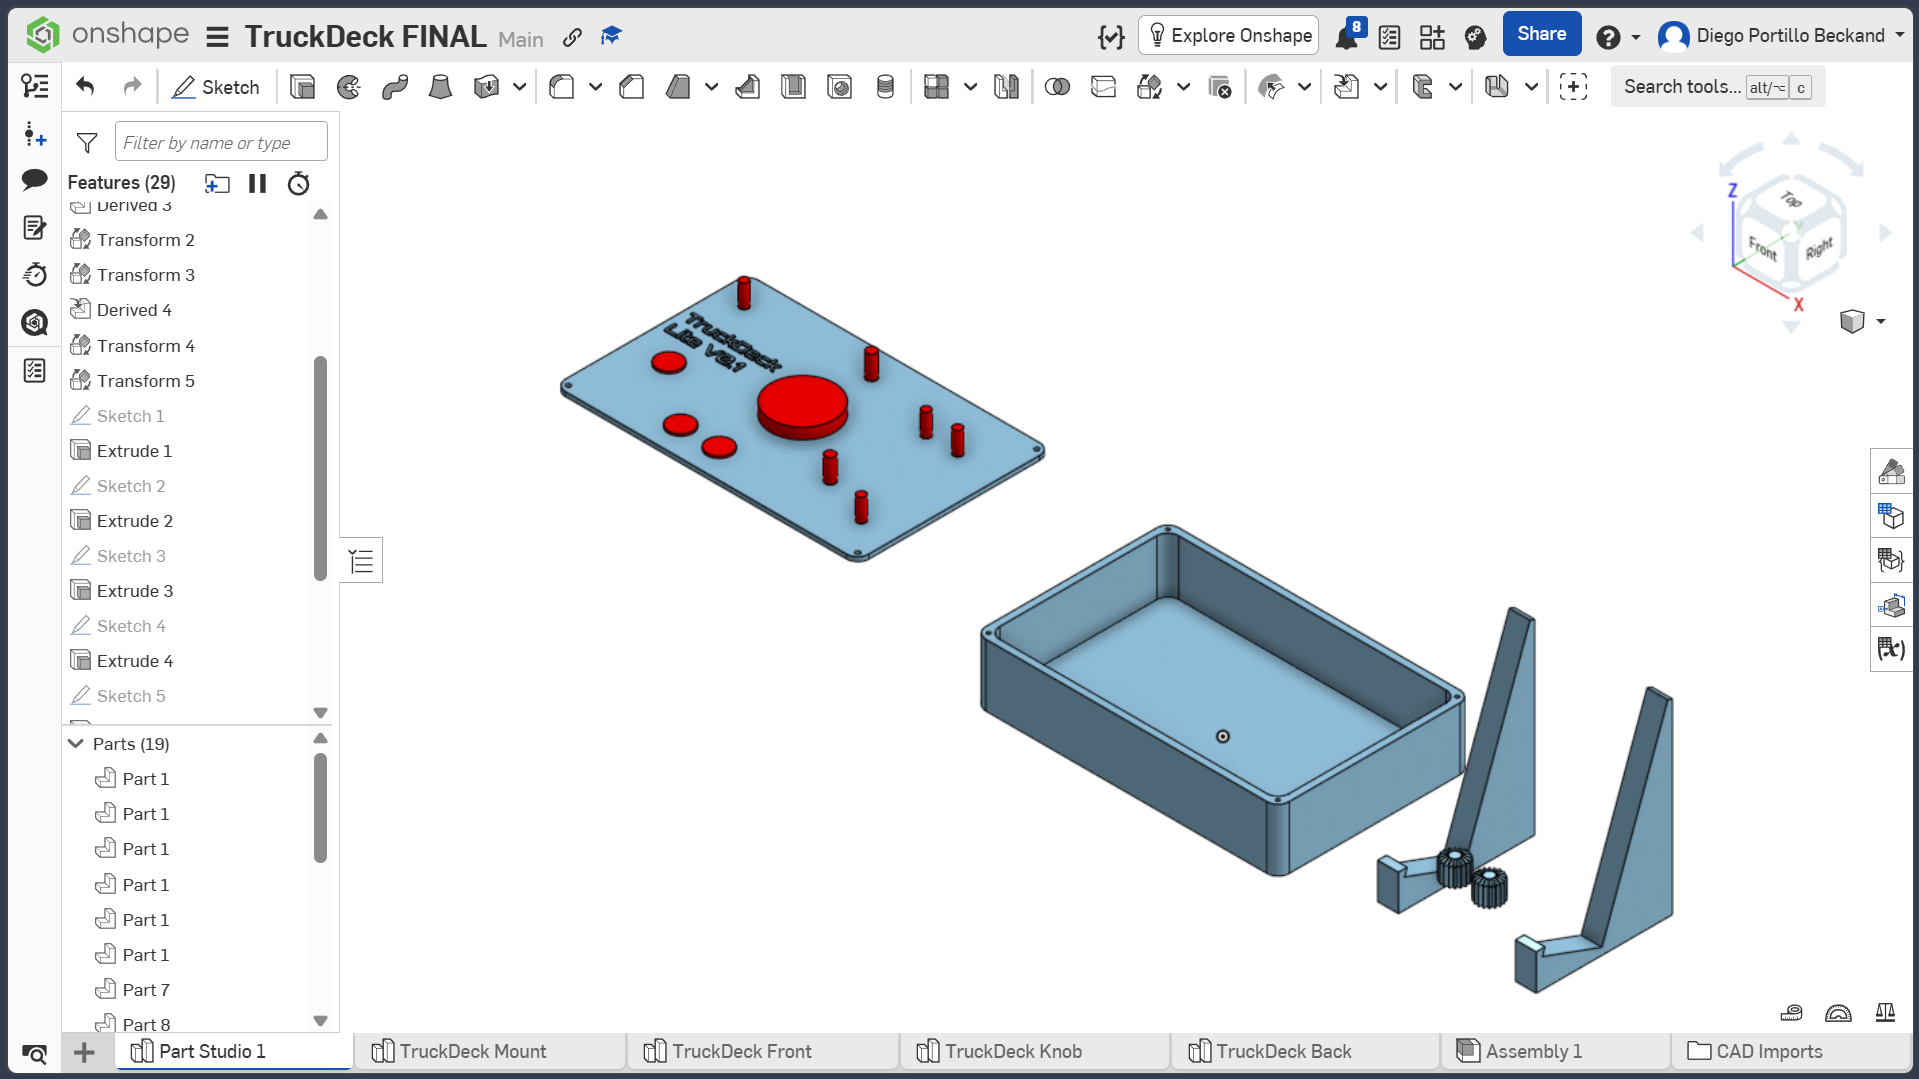 onshape
TruckDeck FINAL Main
Explore Onshape
8
Share
Diego Portillo Beckand
Sketch
Search tools... alt/⌥ c
Filter by name or type
Features (29)
Derived 3
Transform 2
Transform 3
Derived 4
Transform 4
Transform 5
Sketch 1
Extrude 1
Sketch 2
Extrude 2
Sketch 3
Extrude 3
Sketch 4
Extrude 4
Sketch 5
Parts (19)
Part 1
Part 1
Part 1
Part 1
Part 1
Part 1
Part 7
Part 8
TruckDeck
Lite V3.1
Z
Top
Y
Front
Right
X
Part Studio 1
TruckDeck Mount
TruckDeck Front
TruckDeck Knob
TruckDeck Back
Assembly 1
CAD Imports